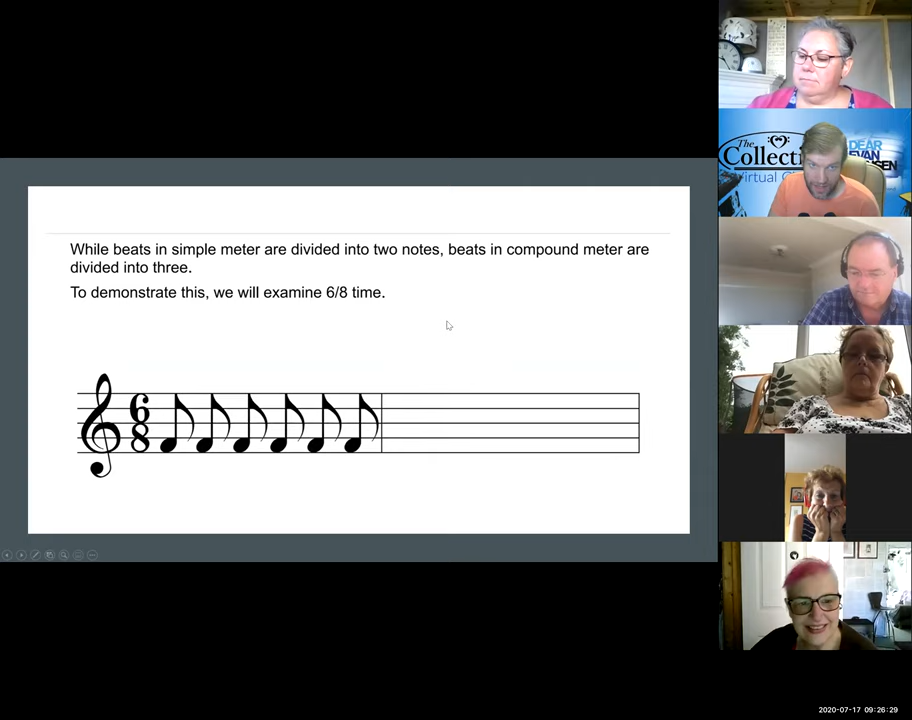 While beats in simple meter are divided into two notes, beats in compound meter are
divided into three.
To demonstrate this, we will examine 6/8 time.
6
8
The
Collecti
Virtual
DEAR
EVAN
2020-07-17 09:26:29